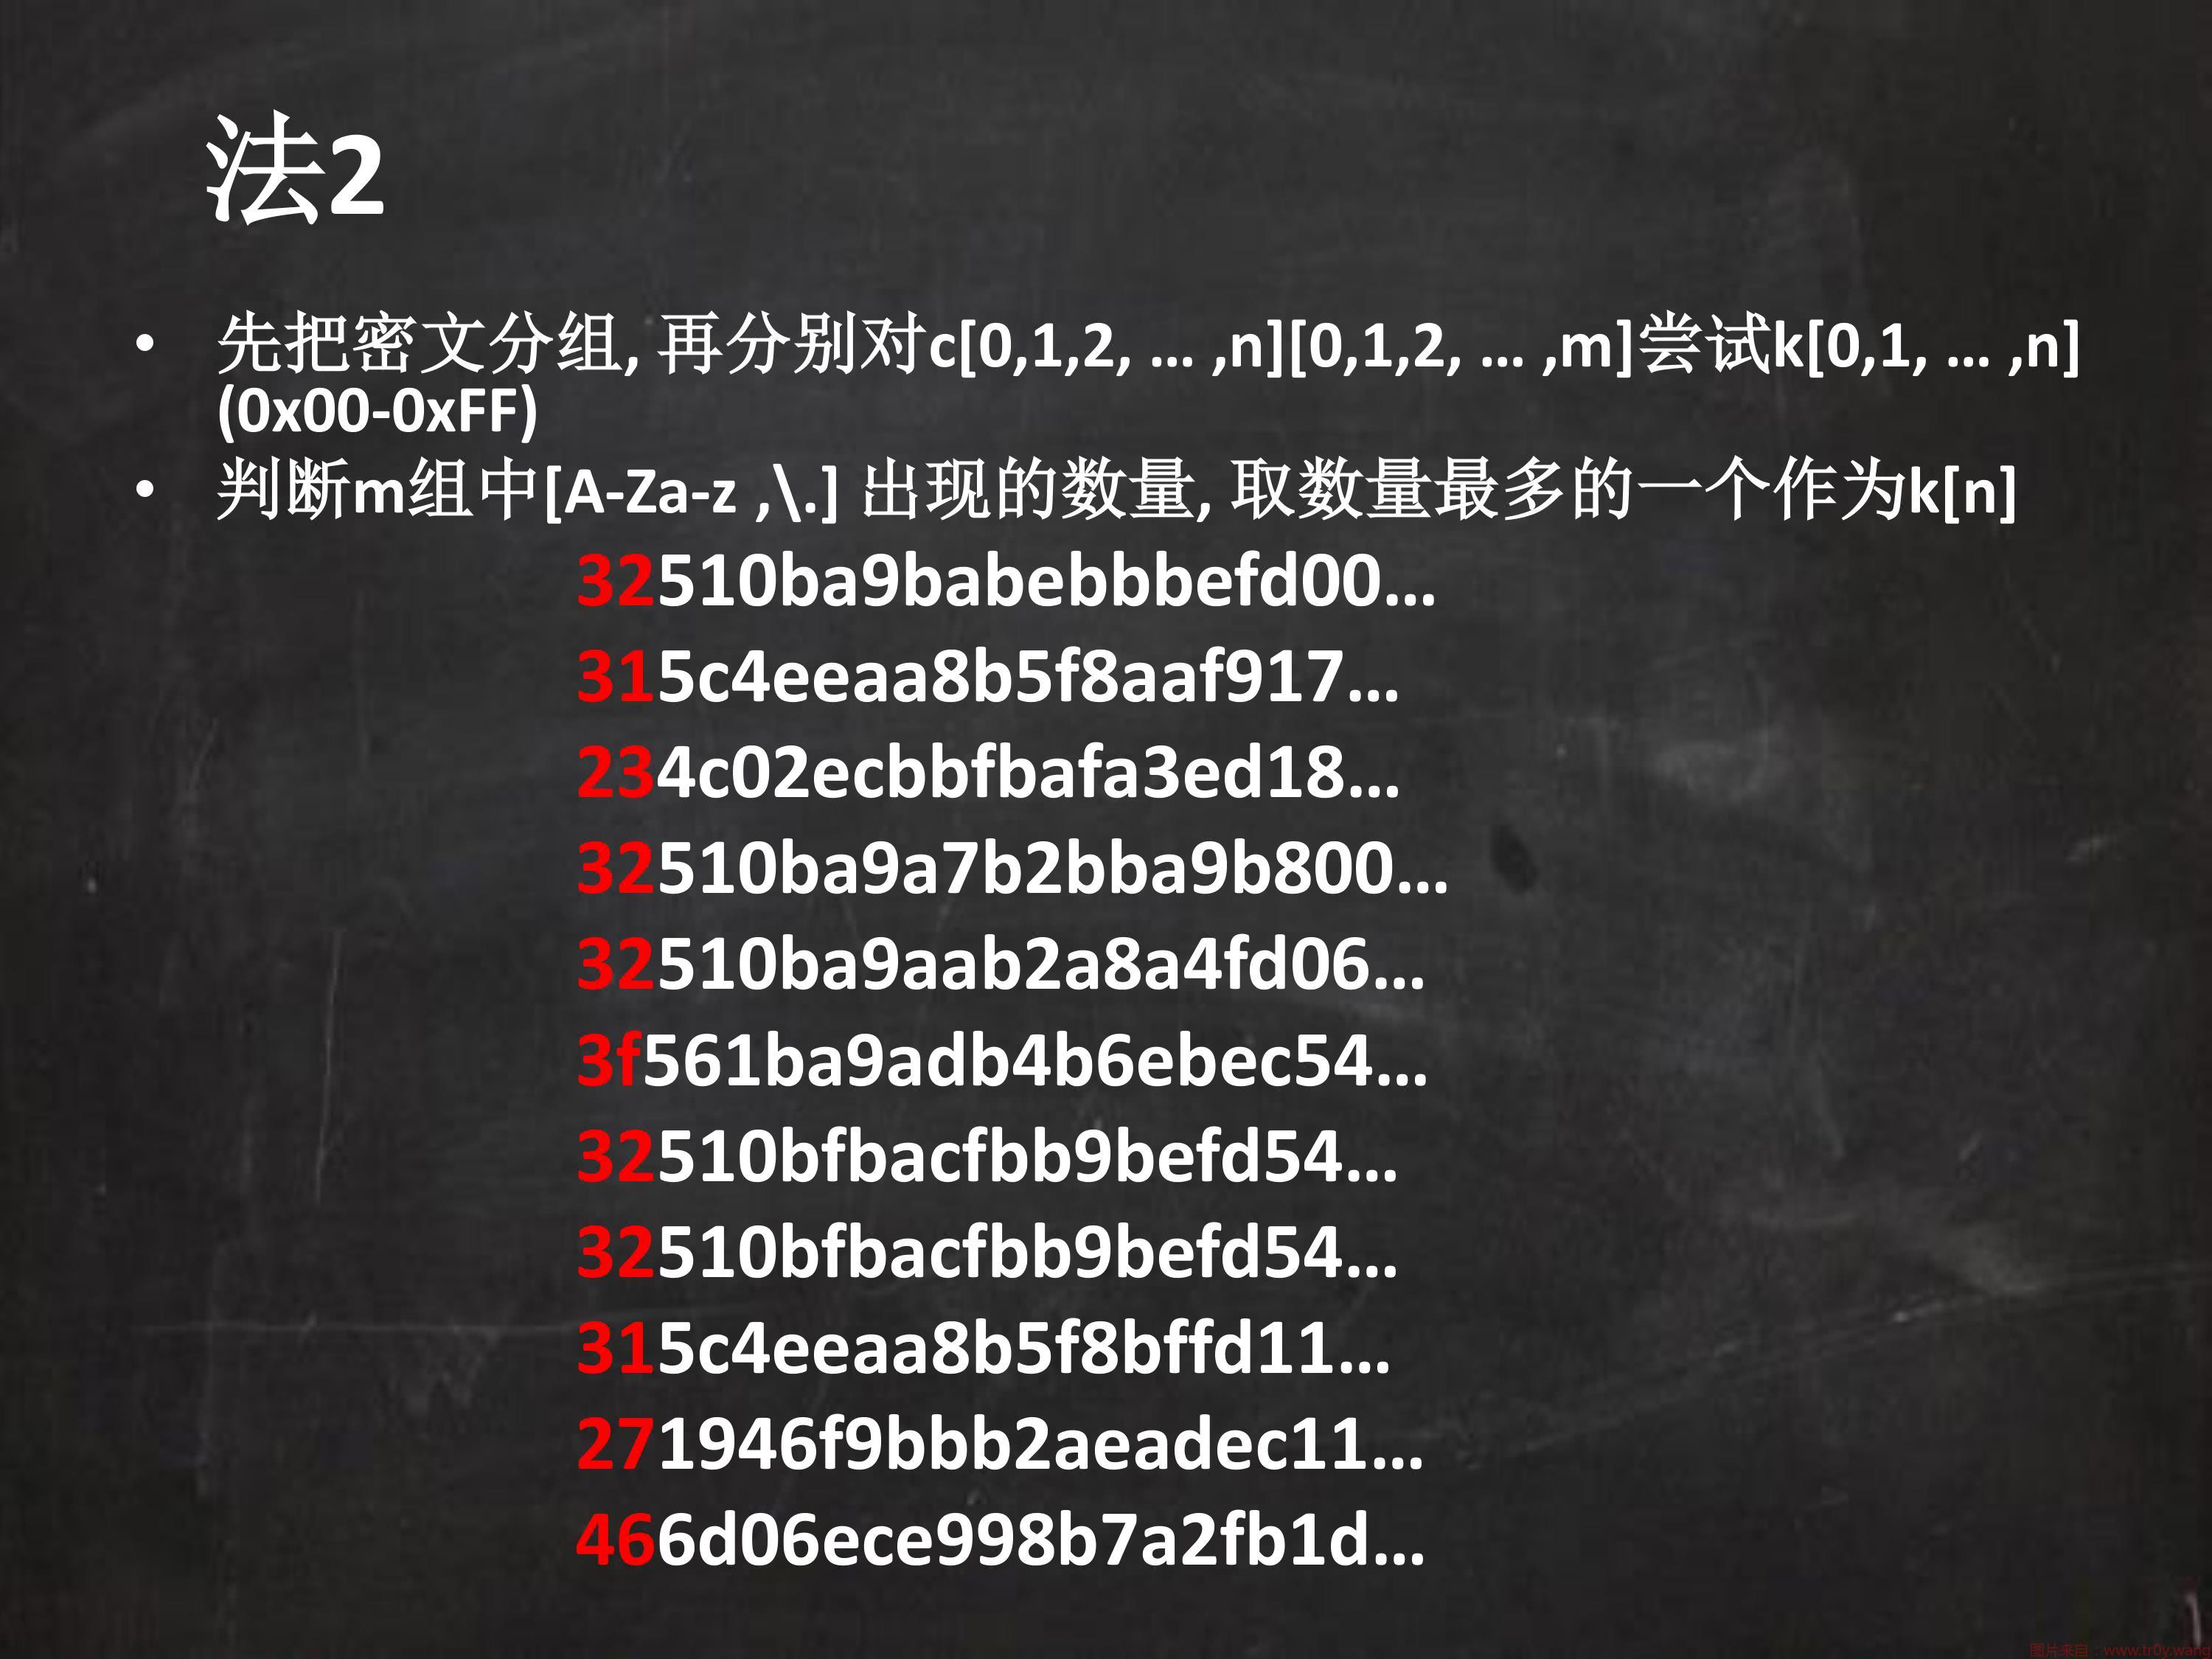 法2
• 先把密文分组, 再分别对c[0,1,2, … ,n][0,1,2, … ,m]尝试k[0,1, … ,n]
(0x00-0xFF)
• 判断m组中[A-Za-z ,\.] 出现的数量, 取数量最多的一个作为k[n]
32510ba9babebbbefd00…
315c4eeaa8b5f8aaf917…
234c02ecbbfbafa3ed18…
32510ba9a7b2bba9b800…
32510ba9aab2a8a4fd06…
3f561ba9adb4b6ebec54…
32510bfbacfbb9befd54…
32510bfbacfbb9befd54…
315c4eeaa8b5f8bffd11…
271946f9bbb2aeadec11…
466d06ece998b7a2fb1d…
图片来自：www.tr0y.wang